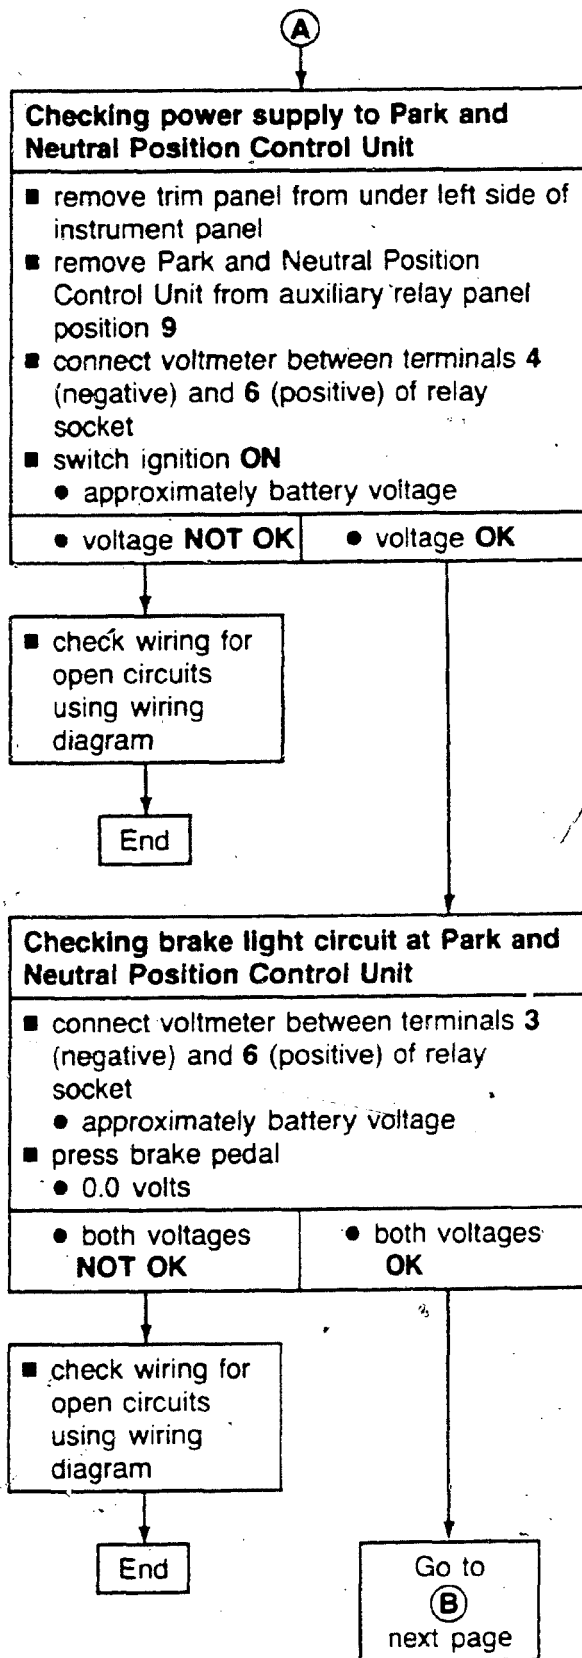 A
Checking power supply to Park and
Neutral Position Control Unit
■ remove trim panel from under left side of
instrument panel
■ remove Park and Neutral Position
Control Unit from auxiliary relay panel
position 9
■ connect voltmeter between terminals 4
(negative) and 6 (positive) of relay
socket
■ switch ignition ON
● approximately battery voltage
● voltage NOT OK
● voltage OK
■ check wiring for
open circuits
using wiring
diagram
End
Checking brake light circuit at Park and
Neutral Position Control Unit
■ connect voltmeter between terminals 3
(negative) and 6 (positive) of relay
socket
● approximately battery voltage
■ press brake pedal
● 0.0 volts
● both voltages
NOT OK
● both voltages
OK
■ check wiring for
open circuits
using wiring
diagram
End
Go to
B
next page